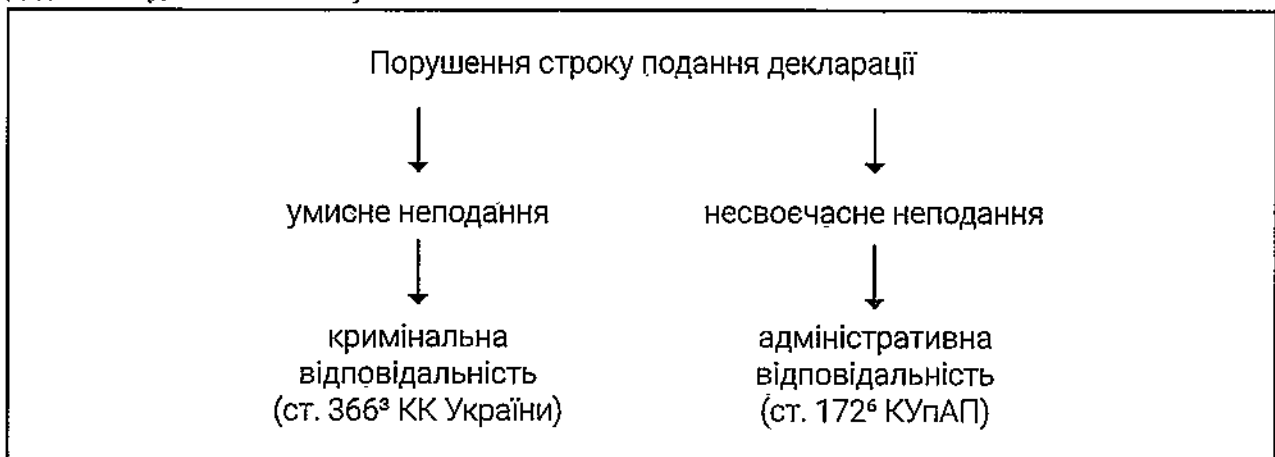 Порушення строку подання декларації
умисне неподання
несвоєчасне неподання
кримінальна
відповідальність
(ст. 366³ КК України)
адміністративна
відповідальність
(ст. 172⁶ КУпАП)